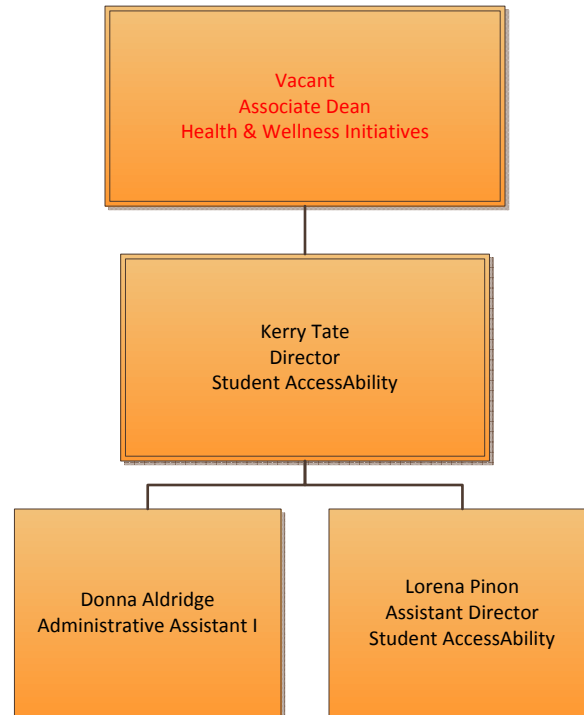 Vacant
Associate Dean
Health & Wellness Initiatives
Kerry Tate
Director
Student AccessAbility
Donna Aldridge
Administrative Assistant I
Lorena Pinon
Assistant Director
Student AccessAbility